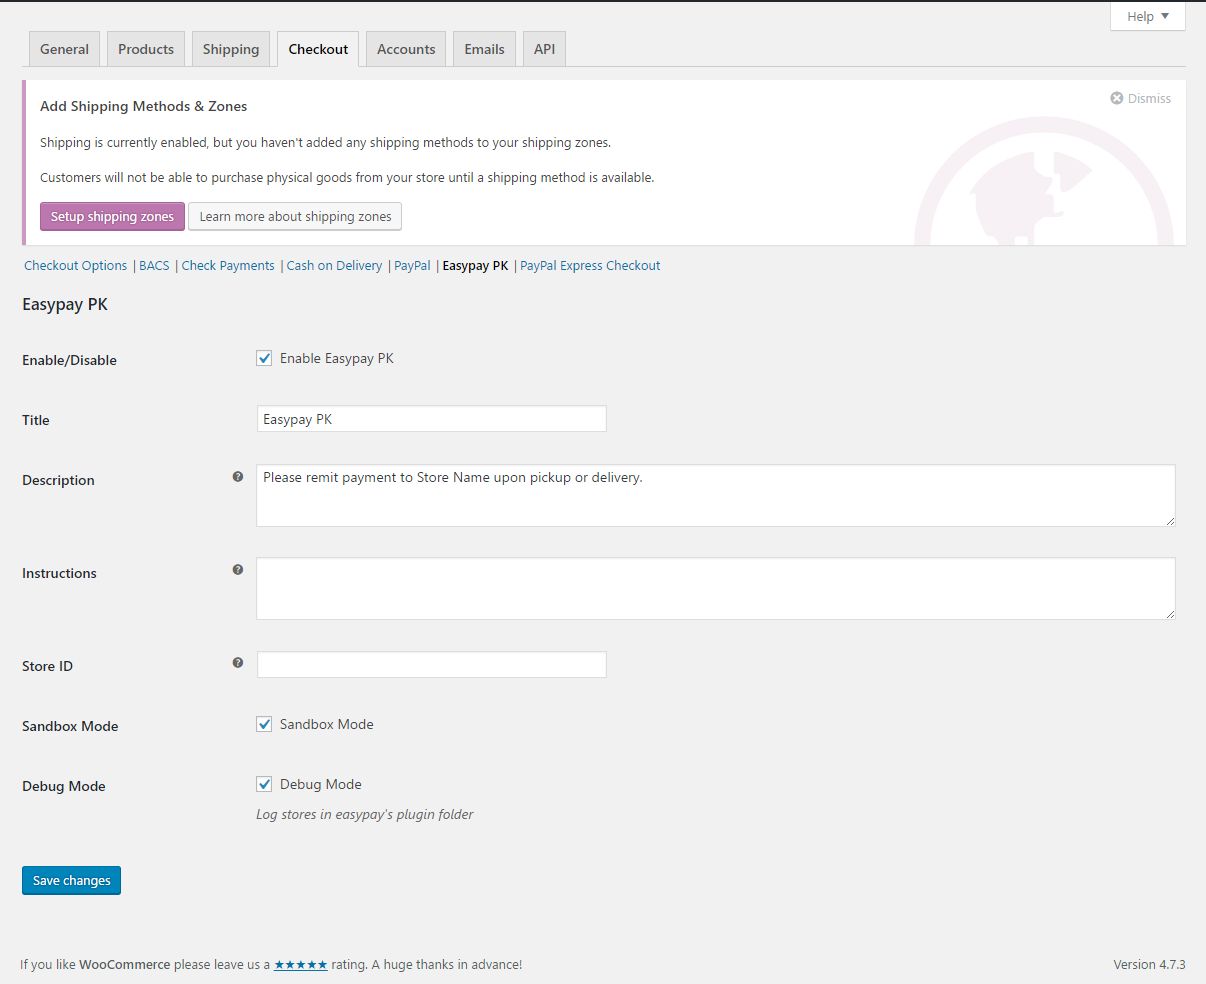 Help
General Products Shipping Checkout Accounts Emails API
Add Shipping Methods & Zones
Dismiss
Shipping is currently enabled, but you haven't added any shipping methods to your shipping zones.
Customers will not be able to purchase physical goods from your store until a shipping method is available.
Setup shipping zones Learn more about shipping zones
Checkout Options | BACS | Check Payments | Cash on Delivery | PayPal | Easypay PK | PayPal Express Checkout
Easypay PK
Enable/Disable Enable Easypay PK
Title Easypay PK
Description Please remit payment to Store Name upon pickup or delivery.
Instructions
Store ID
Sandbox Mode Sandbox Mode
Debug Mode Debug Mode
Log stores in easypay's plugin folder
Save changes
If you like WooCommerce please leave us a ★★★★★ rating. A huge thanks in advance! Version 4.7.3